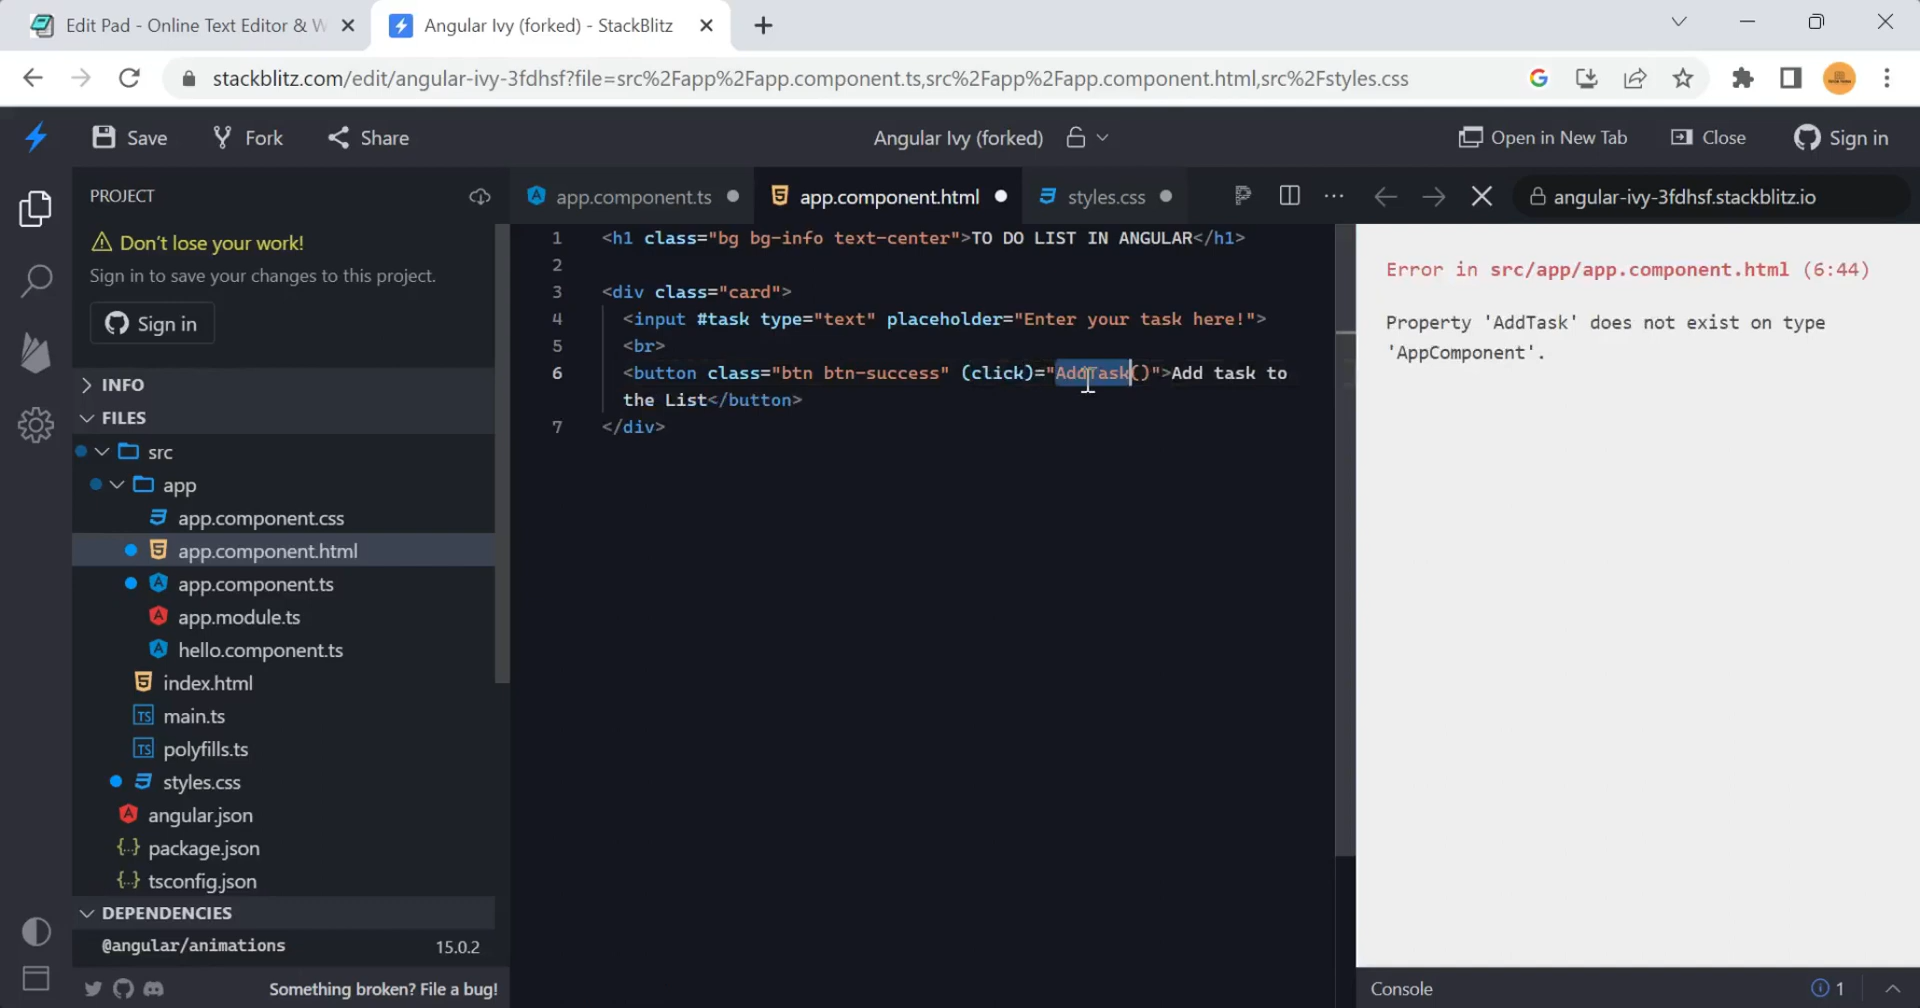 Edit Pad - Online Text Editor & W
Angular Ivy (forked) - StackBlitz
stackblitz.com/edit/angular-ivy-3fdhsf?file=src%2Fapp%2Fapp.component.ts,src%2Fapp%2Fapp.component.html,src%2Fstyles.css
Save
Fork
Share
Angular Ivy (forked)
Open in New Tab
Close
Sign in
PROJECT
Don't lose your work!
Sign in to save your changes to this project.
Sign in
INFO
FILES
src
app
app.component.css
app.component.html
app.component.ts
app.module.ts
hello.component.ts
index.html
main.ts
polyfills.ts
styles.css
angular.json
package.json
tsconfig.json
DEPENDENCIES
@angular/animations 15.0.2
Something broken? File a bug!
app.component.ts
app.component.html
styles.css
1 <h1 class="bg bg-info text-center">TO DO LIST IN ANGULAR</h1>
2
3 <div class="card">
4 <input #task type="text" placeholder="Enter your task here!">
5 <br>
6 <button class="btn btn-success" (click)="AddTask()">Add task to
the List</button>
7 </div>
angular-ivy-3fdhsf.stackblitz.io
Error in src/app/app.component.html (6:44)
Property 'AddTask' does not exist on type
'AppComponent'.
Console
1